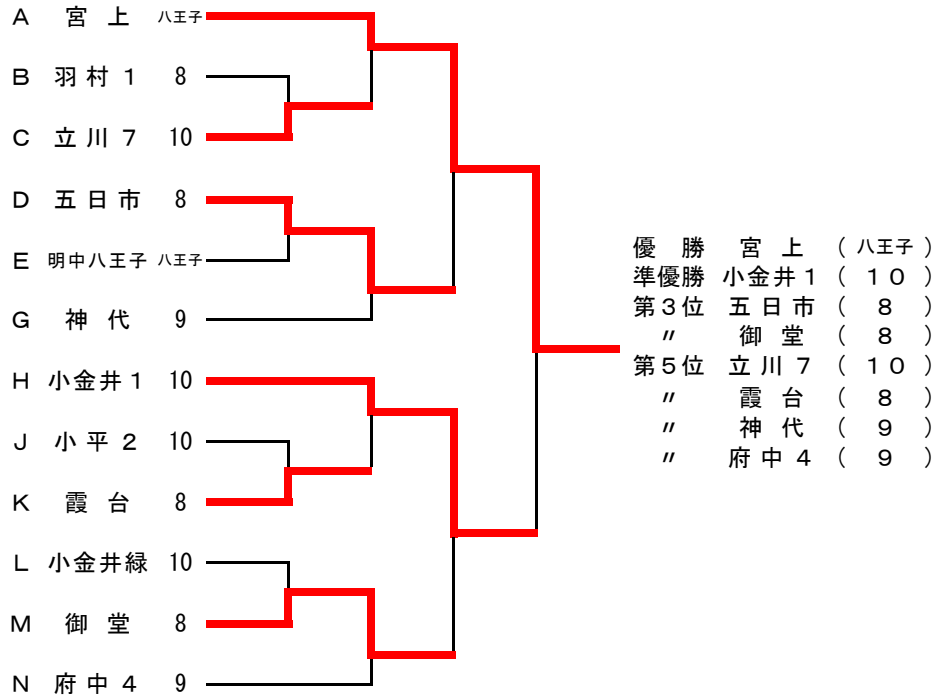 A 宮上 八王子
B 羽村１ 8
C 立川７ 10
D 五日市 8
E 明中八王子 八王子
G 神代 9
H 小金井１ 10
J 小平２ 10
K 霞台 8
L 小金井緑 10
M 御堂 8
N 府中４ 9
優勝 宮上 （八王子）
準優勝 小金井１ （１０）
第３位 五日市 （８）
〃 御堂 （８）
第５位 立川７ （１０）
〃 霞台 （８）
〃 神代 （９）
〃 府中４ （９）